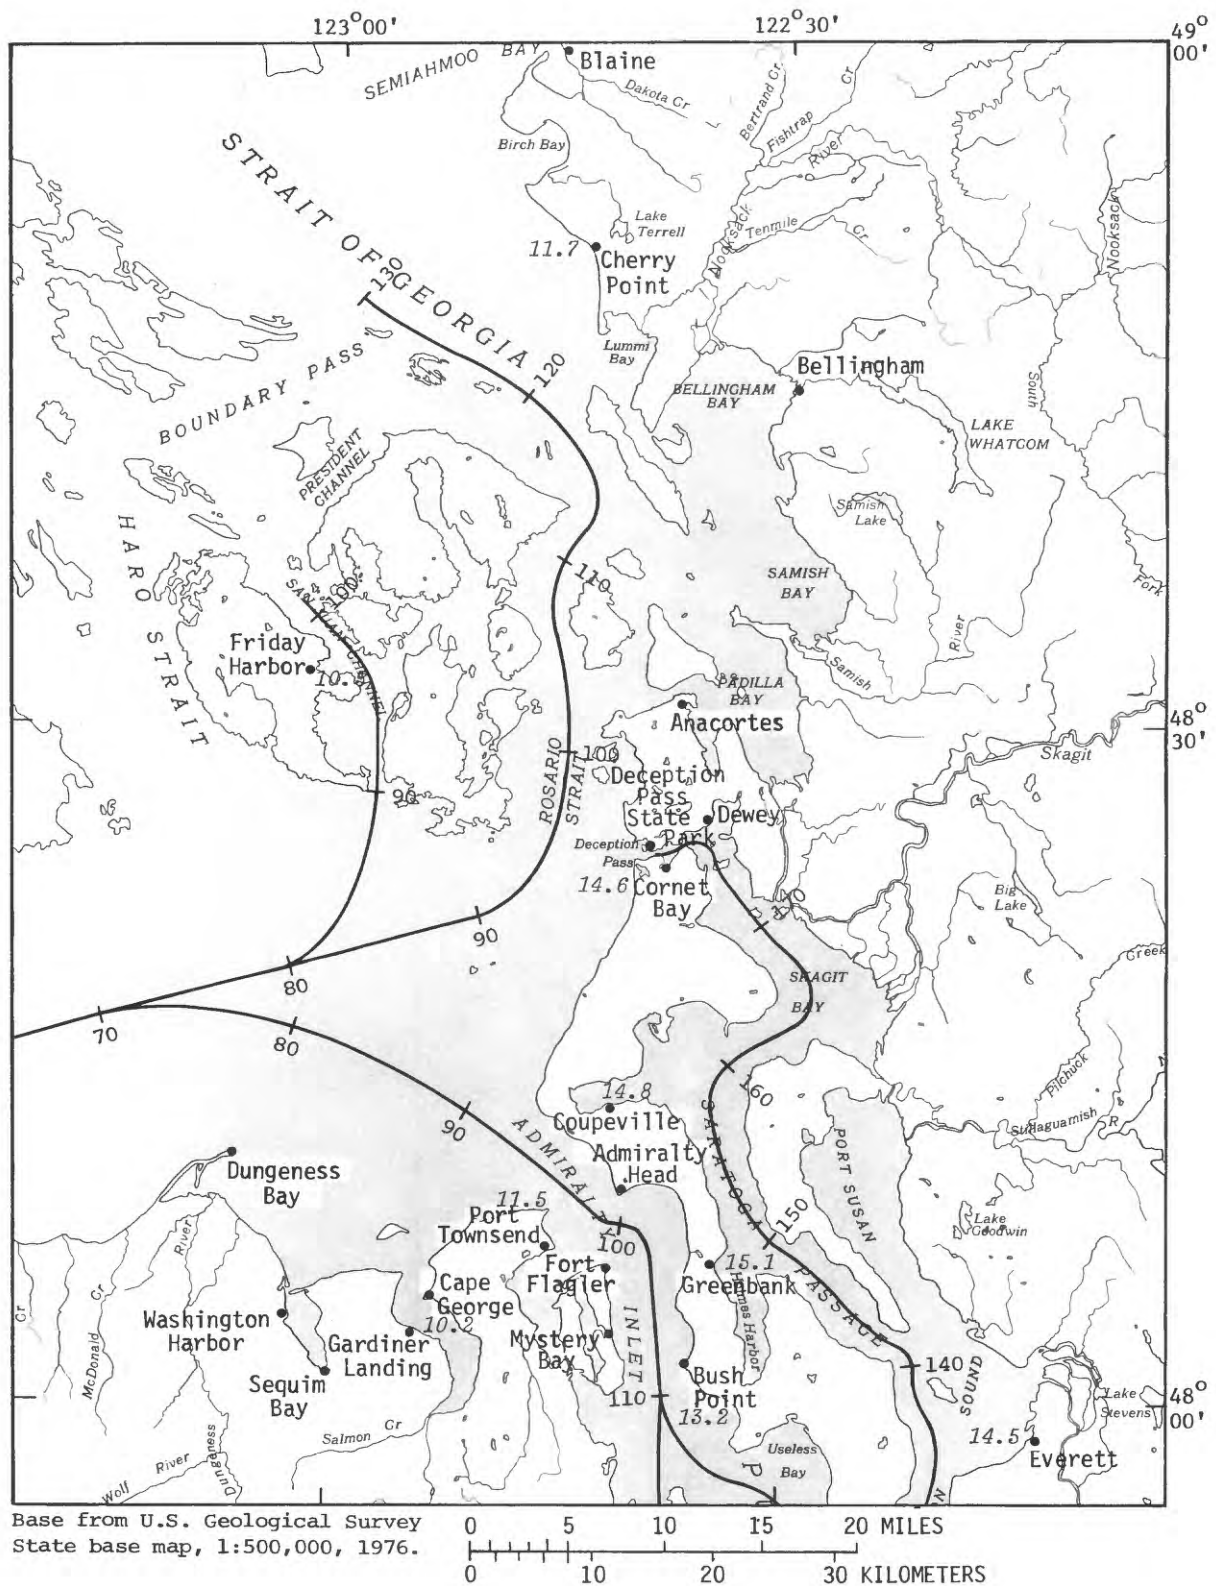 123°00'
122°30'
49°
00'
SEMIAHMOO BAY
Blaine
Dakota Cr
Bertrand Cr.
Fishtrap Cr
River
Birch Bay
STRAIT OF GEORGIA
Lake
Terrell
Nooksack
Tenmile Cr
Nooksack
11.7
Cherry
Point
130
Lummi
Bay
120
BOUNDARY PASS
Bellingham
BELLINGHAM
BAY
South
LAKE
WHATCOM
PRESIDENT
CHANNEL
Samish
Lake
HARO STRAIT
110
SAMISH
BAY
Fork
100
SAN JUAN CHANNEL
River
Friday
Harbor
10.
Samish
PADILLA
BAY
Anacortes
48°
30'
Skagit
ROSARIO
STRAIT
100
Deception
Pass
State
Park
Dewey
90
Deception
Pass
14.6
Cornet
Bay
170
Big
Lake
90
Creek
80
SKAGIT
BAY
70
80
160
Pilchuck
14.8
Coupeville
90
ADMIRALTY
INLET
Admiralty
Head
SARATOGA
PASSAGE
PORT SUSAN
Stillaguamish R
Dungeness
Bay
11.5
Port
Townsend
100
150
Lake
Goodwin
River
Fort
Flagler
15.1
Greenbank
Cr
Cr
McDonald
Cape
George
Holmes Harbor
Washington
Harbor
10.2
Gardiner
Landing
Mystery
Bay
140
SOUND
Sequim
Bay
Bush
Point
110
13.2
48°
00'
Lake
Stevens
Salmon Cr
14.5
Everett
Useless
Bay
P
Wolf River
Dungeness
N
Base from U.S. Geological Survey
State base map, 1:500,000, 1976.
0 5 10 15 20 MILES
0 10 20 30 KILOMETERS